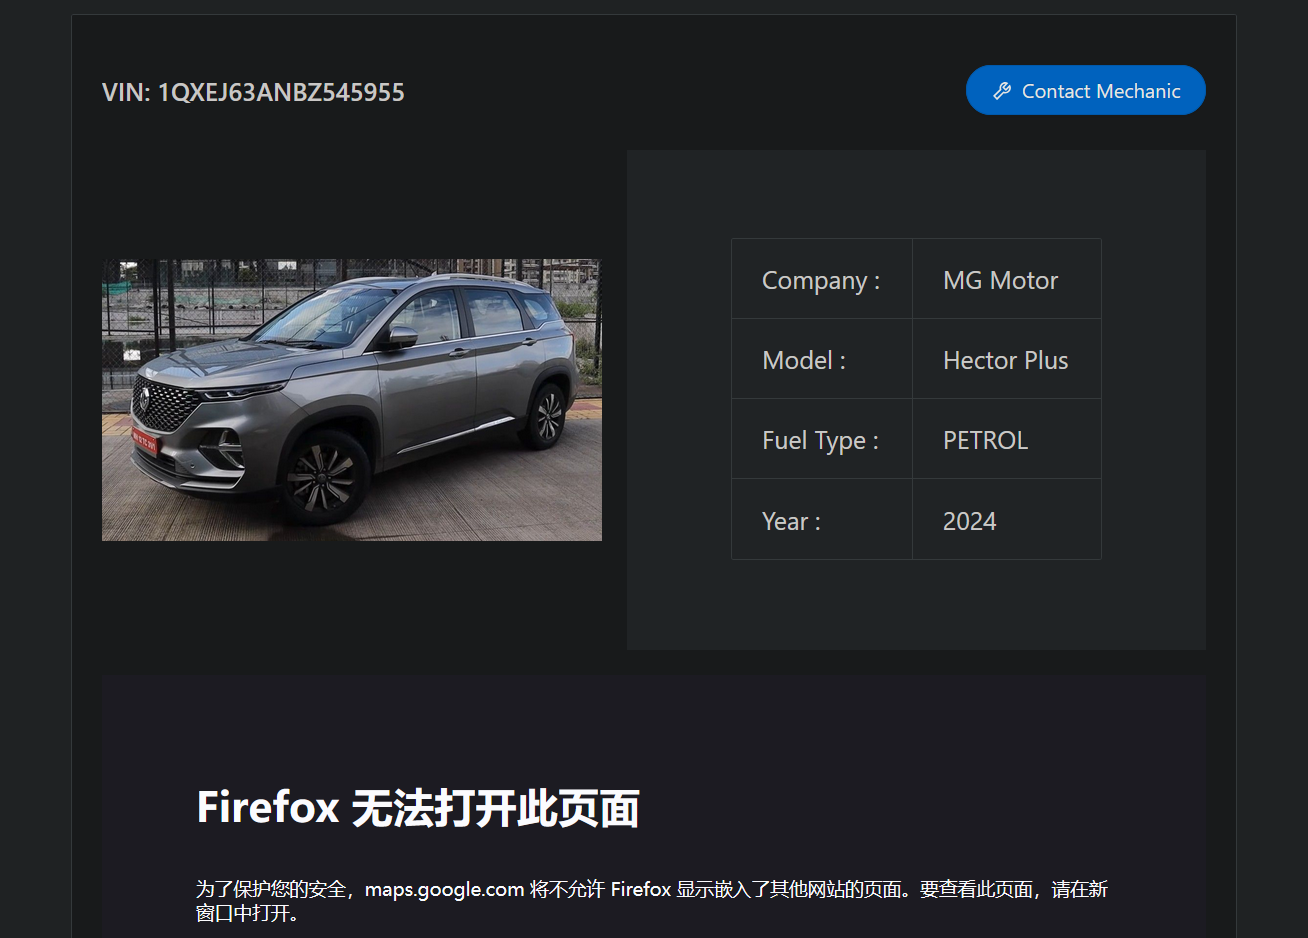 VIN: 1QXEJ63ANBZ545955
Contact Mechanic
Company : MG Motor
Model : Hector Plus
Fuel Type : PETROL
Year : 2024
Firefox 无法打开此页面
为了保护您的安全，maps.google.com 将不允许 Firefox 显示嵌入了其他网站的页面。要查看此页面，请在新
窗口中打开。